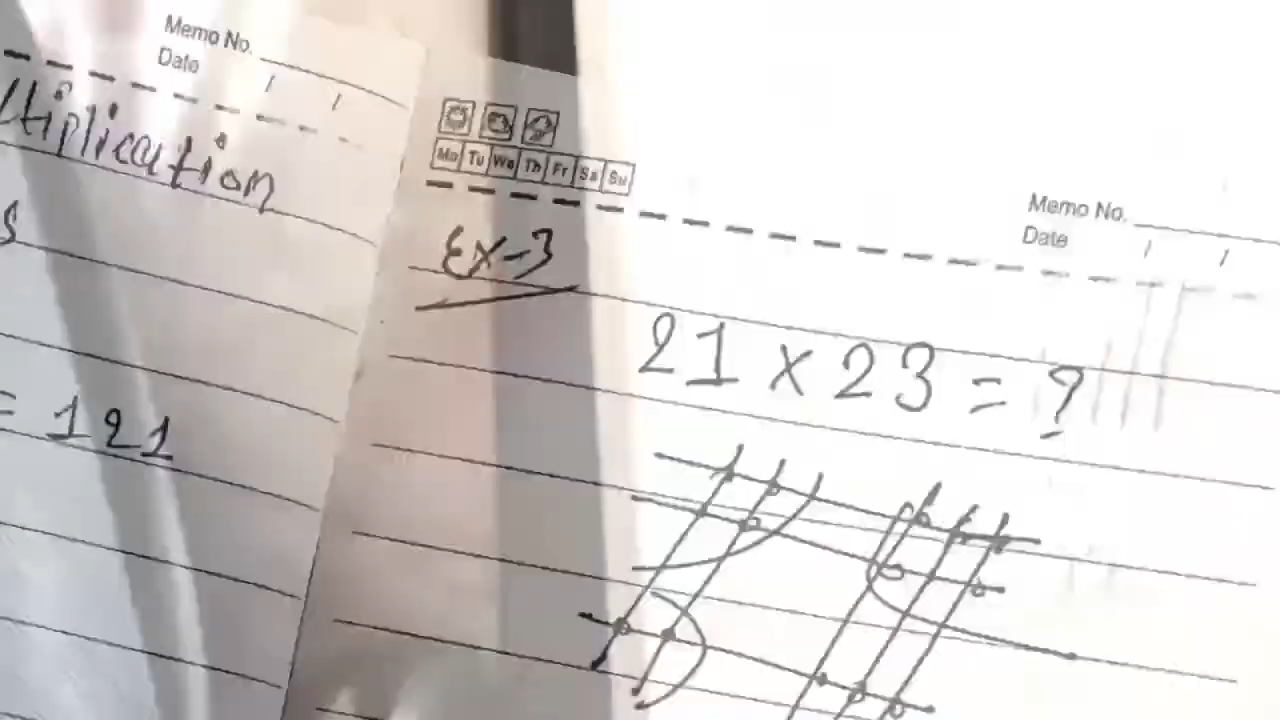 Memo No.
Date / /
ltiplication
s
= 121
Mo Tu We Th Fr Sa Su
Memo No.
Date / /
Ex-3
21 x 23 = ?